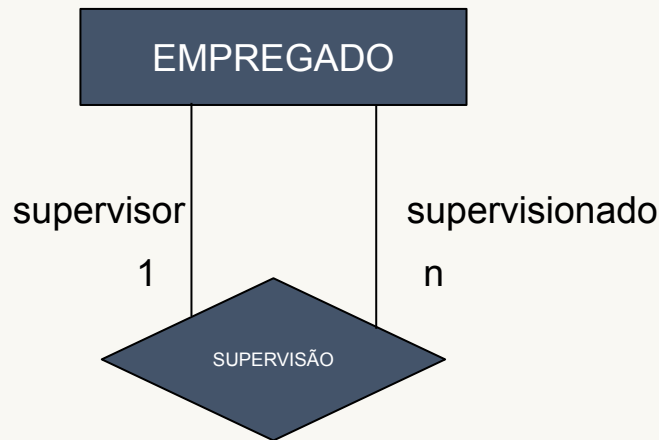 EMPREGADO
supervisor
supervisionado
1
n
SUPERVISÃO